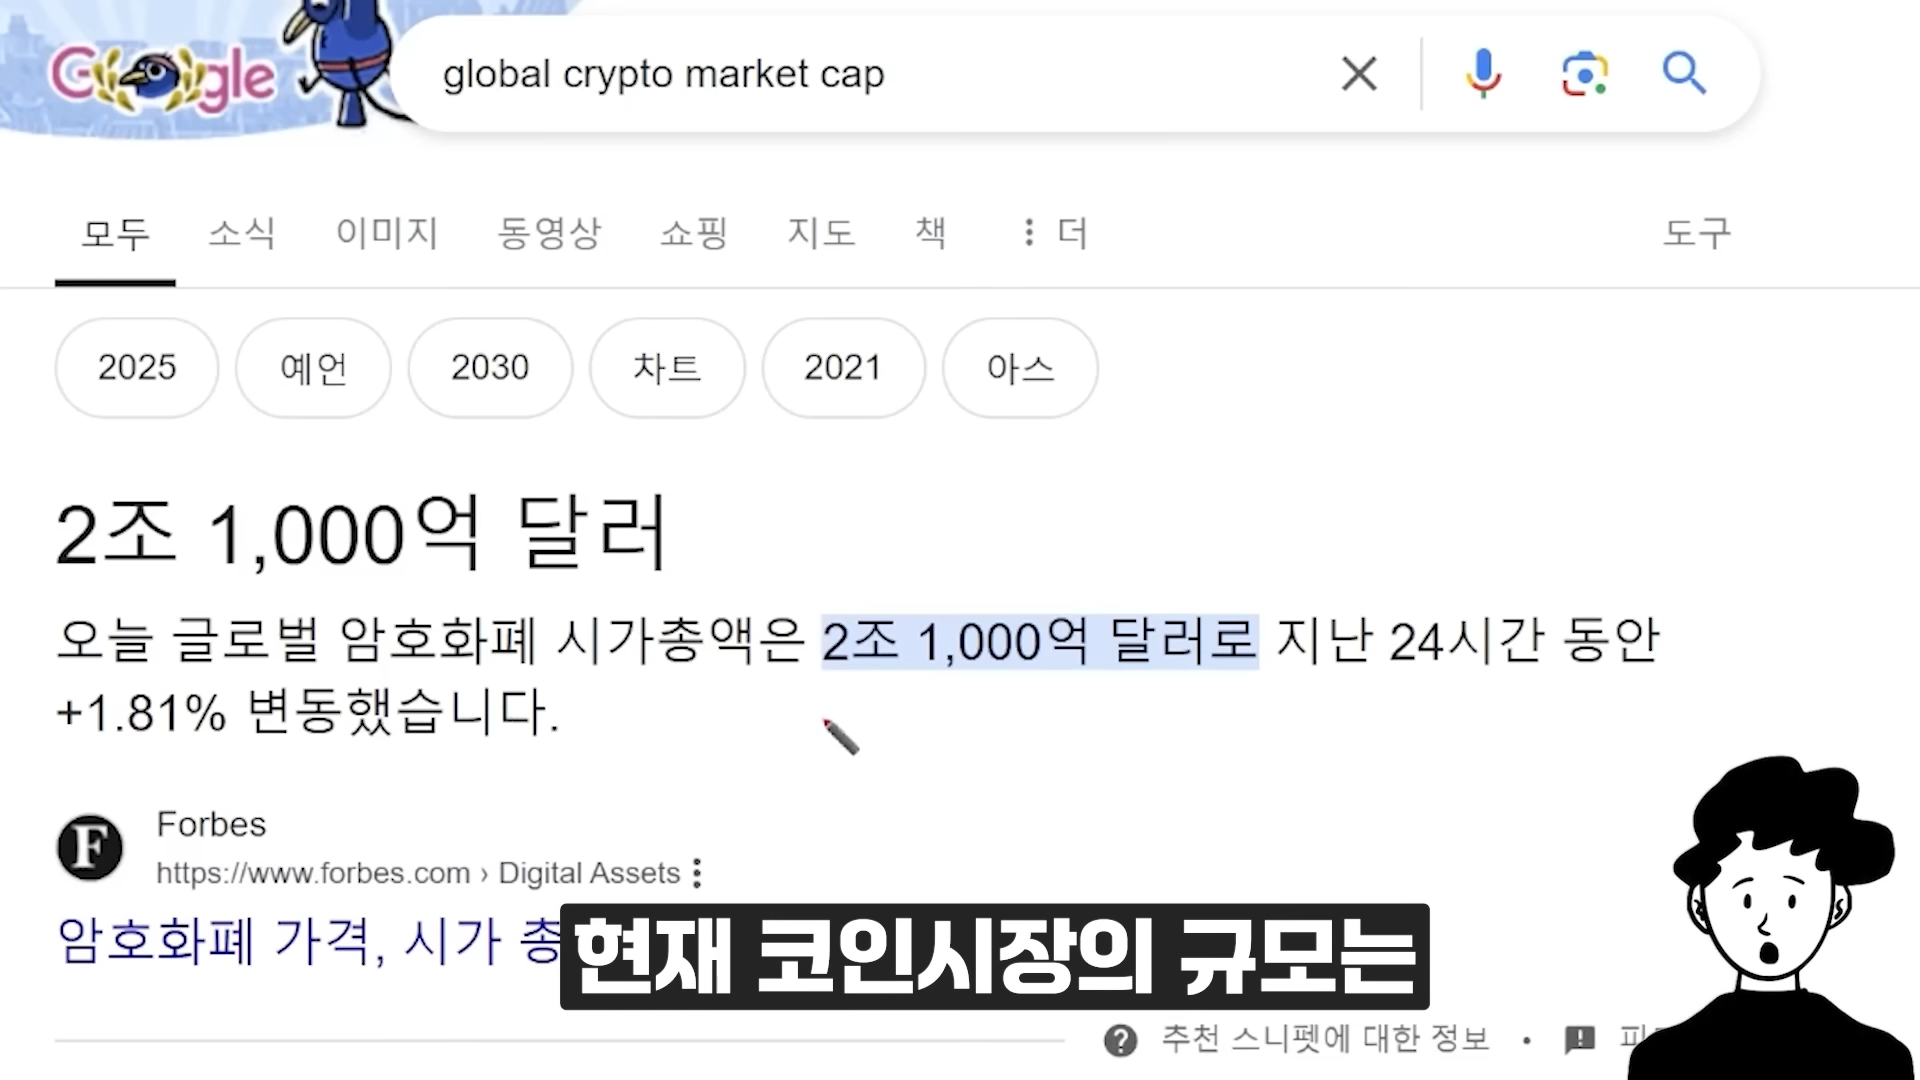 Google
global crypto market cap
모두 소식 이미지 동영상 쇼핑 지도 책 더 도구
2025 예언 2030 차트 2021 아스
2조 1,000억 달러
오늘 글로벌 암호화폐 시가총액은 2조 1,000억 달러로 지난 24시간 동안
+1.81% 변동했습니다.
F
Forbes
https://www.forbes.com › Digital Assets
암호화폐 가격, 시가 총
현재 코인시장의 규모는
추천 스니펫에 대한 정보 •